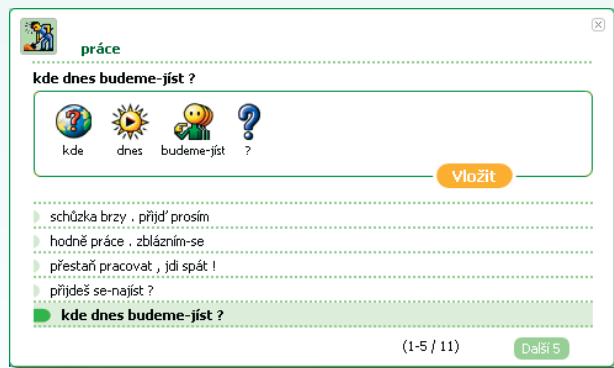 práce
kde dnes budeme-jíst ?
kde dnes budeme-jíst ?
Vložit
schůzka brzy . přijď prosím
hodně práce . zblázním-se
přestaň pracovat , jdi spát !
přijdeš se-najíst ?
kde dnes budeme-jíst ?
(1-5 / 11) Další 5